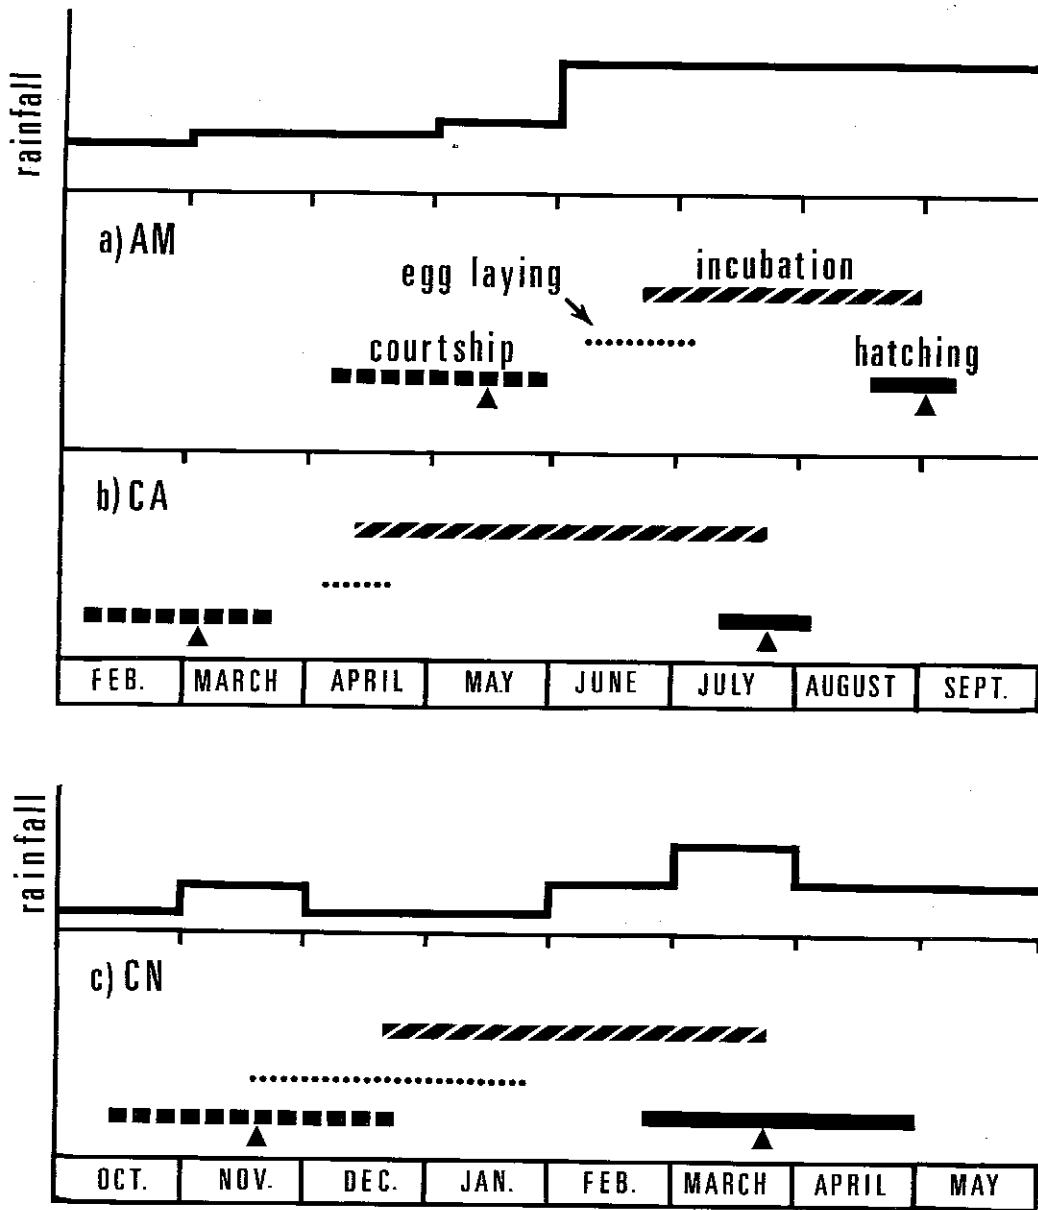 rainfall
a) AM
incubation
egg laying
courtship
hatching
b) CA
FEB. MARCH APRIL MAY JUNE JULY AUGUST SEPT.
rainfall
c) CN
OCT. NOV. DEC. JAN. FEB. MARCH APRIL MAY